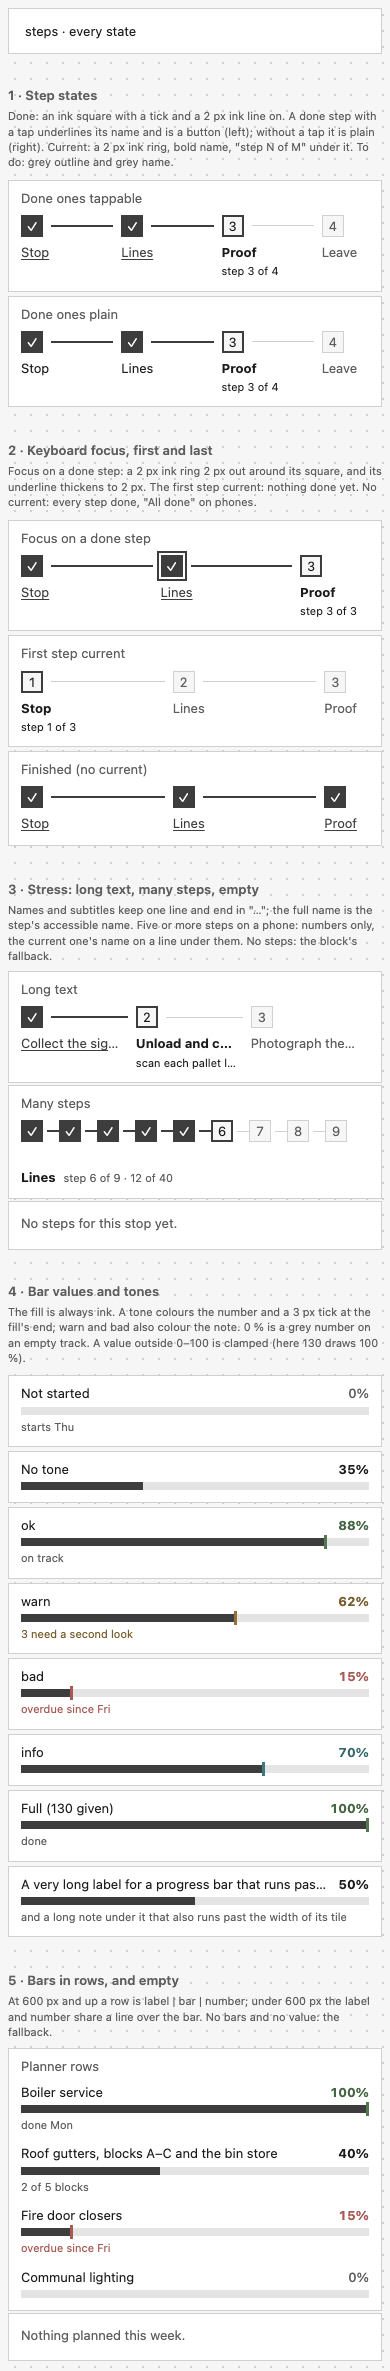 steps · every state
1 · Step states
Done: an ink square with a tick and a 2 px ink line on. A done step with
a tap underlines its name and is a button (left); without a tap it is plain
(right). Current: a 2 px ink ring, bold name, "step N of M" under it. To
do: grey outline and grey name.
Done ones tappable
3 4
Stop Lines Proof Leave
step 3 of 4
Done ones plain
3 4
Stop Lines Proof Leave
step 3 of 4
2 · Keyboard focus, first and last
Focus on a done step: a 2 px ink ring 2 px out around its square, and its
underline thickens to 2 px. The first step current: nothing done yet. No
current: every step done, "All done" on phones.
Focus on a done step
3
Stop Lines Proof
step 3 of 3
First step current
1 2 3
Stop Lines Proof
step 1 of 3
Finished (no current)
Stop Lines Proof
3 · Stress: long text, many steps, empty
Names and subtitles keep one line and end in "…"; the full name is the
step's accessible name. Five or more steps on a phone: numbers only,
the current one's name on a line under them. No steps: the block's
fallback.
Long text
2 3
Collect the sig… Unload and c… Photograph the…
scan each pallet l…
Many steps
6 7 8 9
Lines step 6 of 9 · 12 of 40
No steps for this stop yet.
4 · Bar values and tones
The fill is always ink. A tone colours the number and a 3 px tick at the
fill's end; warn and bad also colour the note. 0 % is a grey number on
an empty track. A value outside 0–100 is clamped (here 130 draws 100
%).
Not started 0%
starts Thu
No tone 35%
ok 88%
on track
warn 62%
3 need a second look
bad 15%
overdue since Fri
info 70%
Full (130 given) 100%
done
A very long label for a progress bar that runs pas… 50%
and a long note under it that also runs past the width of its tile
5 · Bars in rows, and empty
At 600 px and up a row is label | bar | number; under 600 px the label
and number share a line over the bar. No bars and no value: the
fallback.
Planner rows
Boiler service 100%
done Mon
Roof gutters, blocks A–C and the bin store 40%
2 of 5 blocks
Fire door closers 15%
overdue since Fri
Communal lighting 0%
Nothing planned this week.